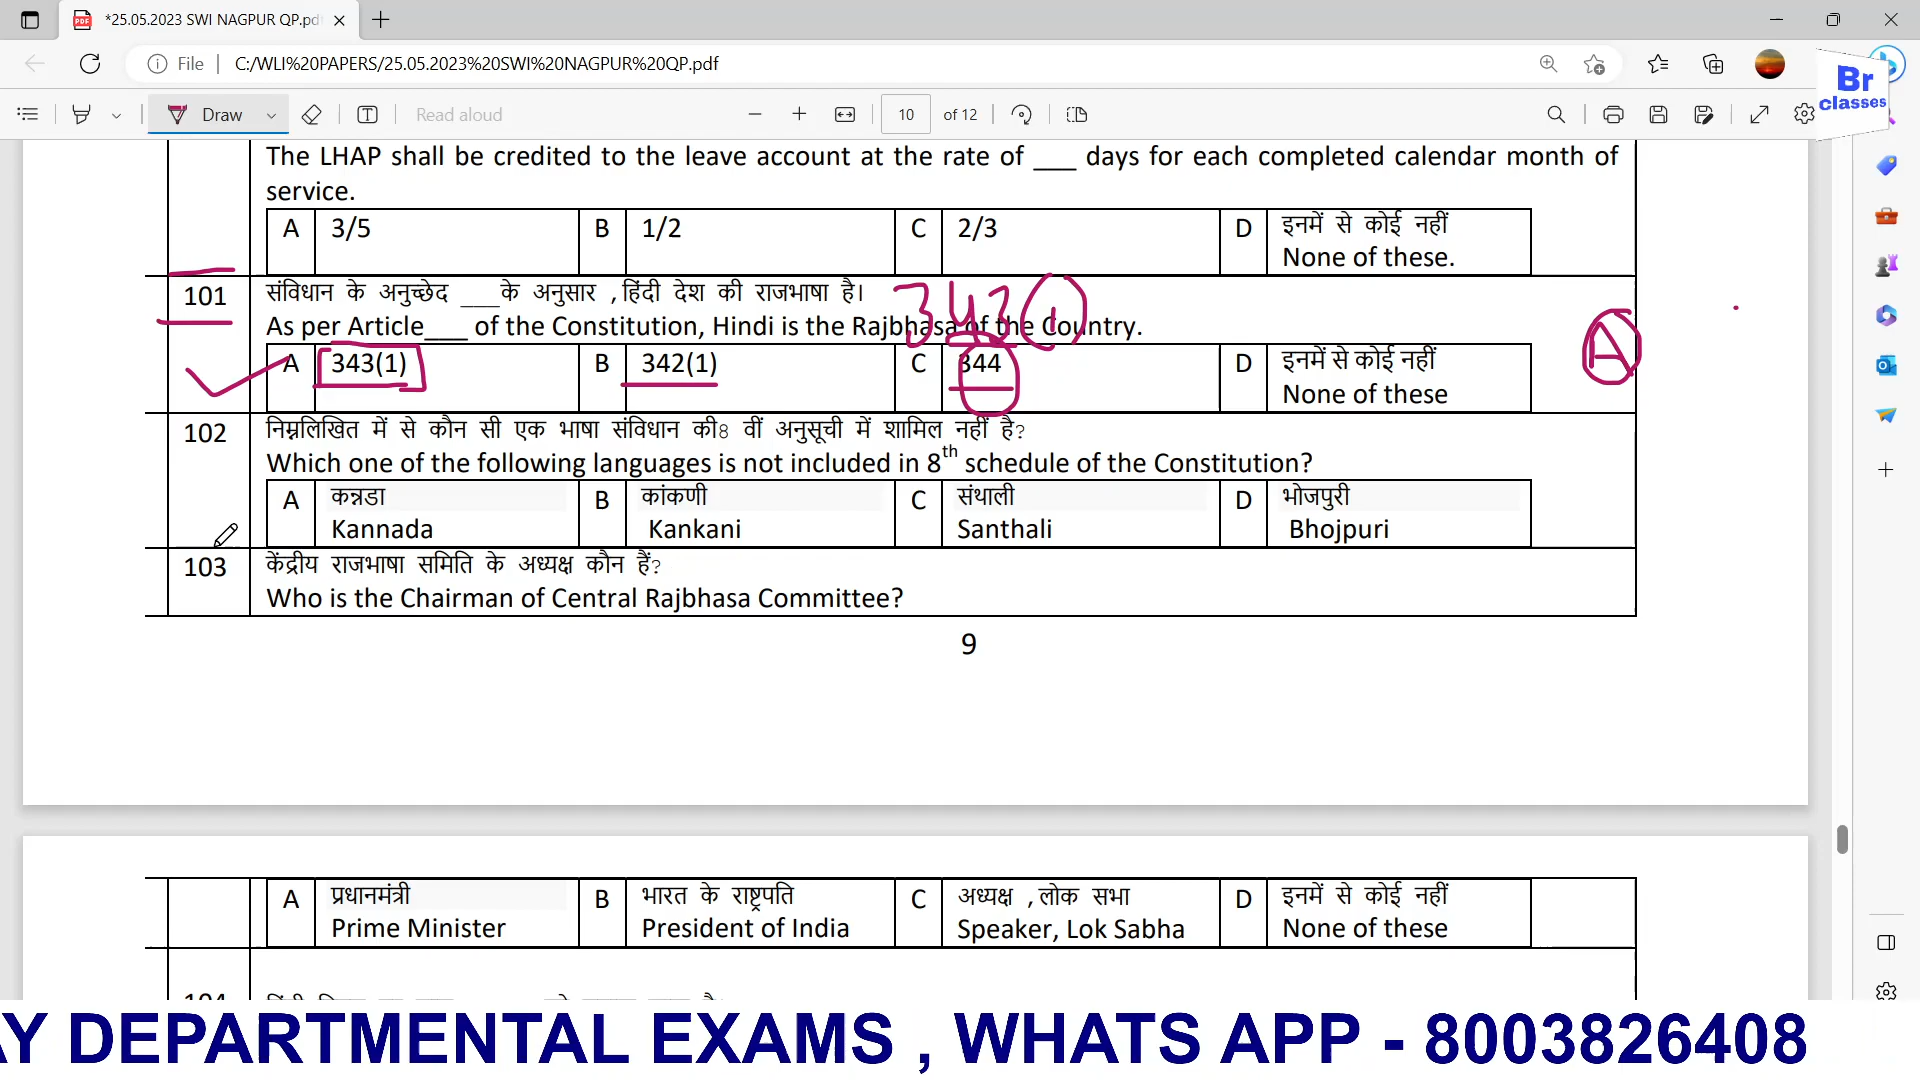 *25.05.2023 SWI NAGPUR QP.pd
File
C:/WLI%20PAPERS/25.05.2023%20SWI%20NAGPUR%20QP.pdf
Br
classes
Draw
Read aloud
10 of 12
The LHAP shall be credited to the leave account at the rate of ___ days for each completed calendar month of
service.
A 3/5 B 1/2 C 2/3 D इनमें से कोई नहीं
None of these.
101 संविधान के अनुच्छेद ___के अनुसार ,हिंदी देश की राजभाषा है। 343(1)
As per Article___ of the Constitution, Hindi is the Rajbhasa of the Country.
A
A 343(1) B 342(1) C 344 D इनमें से कोई नहीं
None of these
102 निम्नलिखित में से कौन सी एक भाषा संविधान की8 वीं अनुसूची में शामिल नहीं है?
Which one of the following languages is not included in 8th schedule of the Constitution?
A कन्नडा B कांकणी C संथाली D भोजपुरी
Kannada Kankani Santhali Bhojpuri
103 केंद्रीय राजभाषा समिति के अध्यक्ष कौन हैं?
Who is the Chairman of Central Rajbhasa Committee?
9
A प्रधानमंत्री B भारत के राष्ट्रपति C अध्यक्ष ,लोक सभा D इनमें से कोई नहीं
Prime Minister President of India Speaker, Lok Sabha None of these
AY DEPARTMENTAL EXAMS , WHATS APP - 8003826408